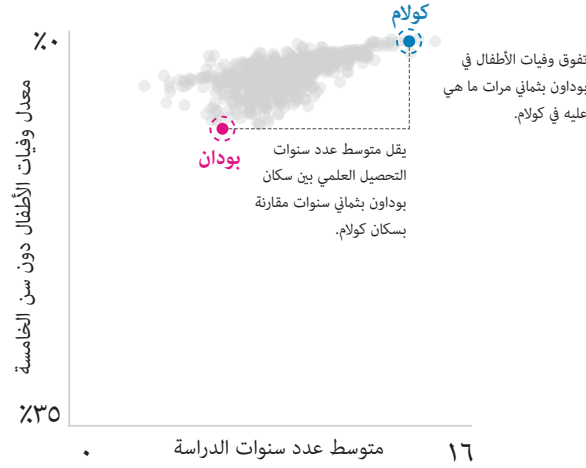 كولام
٪٠
تفوق وفيات الأطفال في
بوداون بثماني مرات ما هي
عليه في كولام.
بودان
يقل متوسط عدد سنوات
التحصيل العلمي بين سكان
بوداون بثماني سنوات مقارنة
بسكان كولام.
معدل وفيات الأطفال دون سن الخامسة
٪٣٥
٠
متوسط عدد سنوات الدراسة
١٦